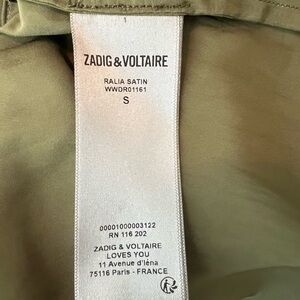 ZADIG & VOLTAIRE
RALIA SATIN
WWDR01161
S
00001000003122
RN 116 202
ZADIG & VOLTAIRE
LOVES YOU
11 Avenue d'Iéna
75116 Paris - FRANCE